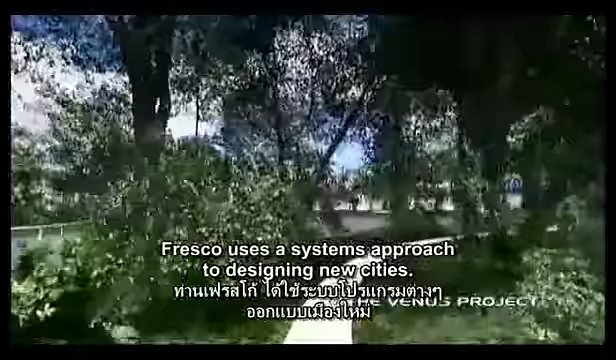 Fresco uses a systems approach
to designing new cities.
ท่านเฟรสโก้ ได้ใช้ระบบโปรแกรมต่างๆ
ออกแบบเมืองใหม่
THE VENUS PROJECT